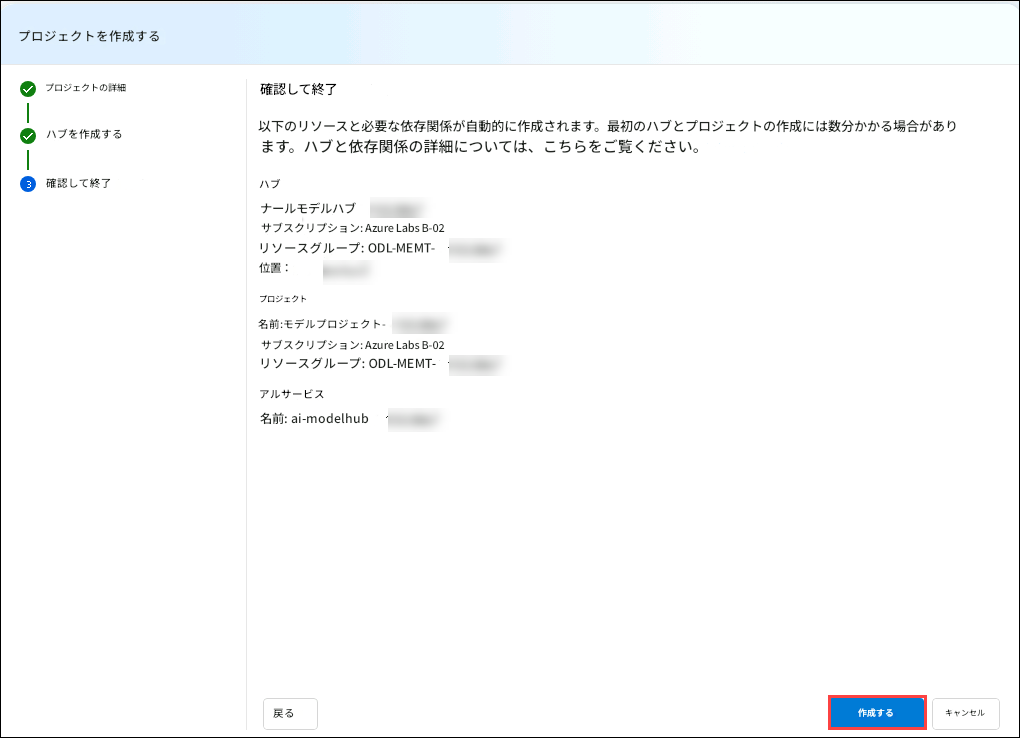 プロジェクトを作成する
プロジェクトの詳細
ハブを作成する
3 確認して終了
確認して終了
以下のリソースと必要な依存関係が自動的に作成されます。最初のハブとプロジェクトの作成には数分かかる場合があり
ます。ハブと依存関係の詳細については、こちらをご覧ください。
ハブ
ナールモデルハブ
サブスクリプション: Azure Labs B-02
リソースグループ: ODL-MEMT-
位置：
プロジェクト
名前:モデルプロジェクト-
サブスクリプション: Azure Labs B-02
リソースグループ: ODL-MEMT-
アルサービス
名前: ai-modelhub
戻る
作成する
キャンセル